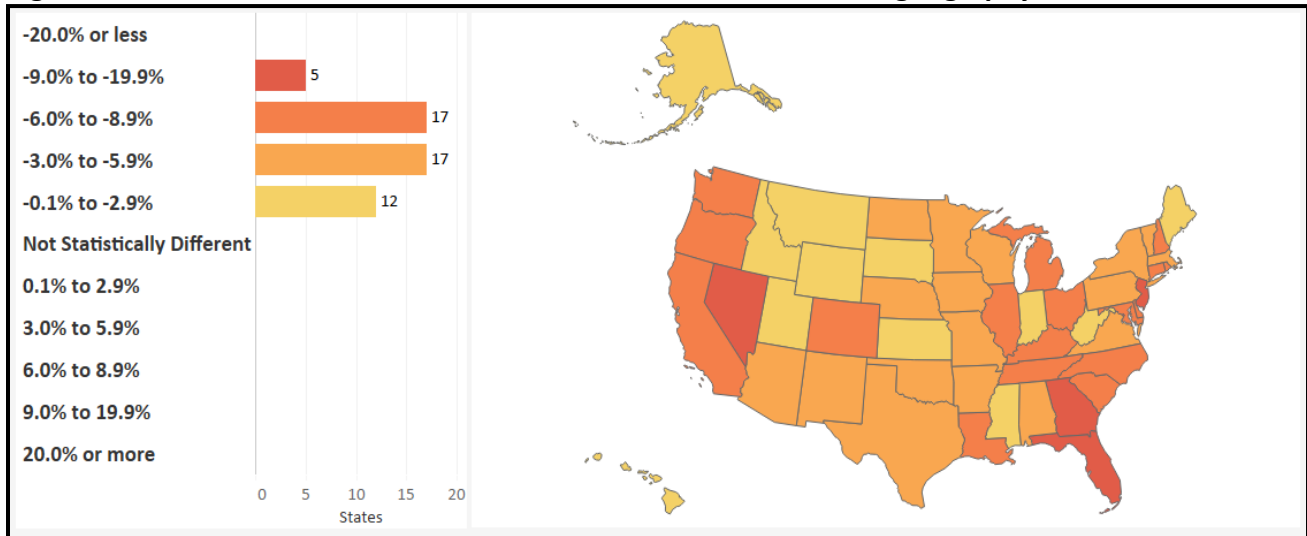 -20.0% or less
-9.0% to -19.9%
5
-6.0% to -8.9%
17
-3.0% to -5.9%
17
-0.1% to -2.9%
12
Not Statistically Different
0.1% to 2.9%
3.0% to 5.9%
6.0% to 8.9%
9.0% to 19.9%
20.0% or more
0 5 10 15 20
States